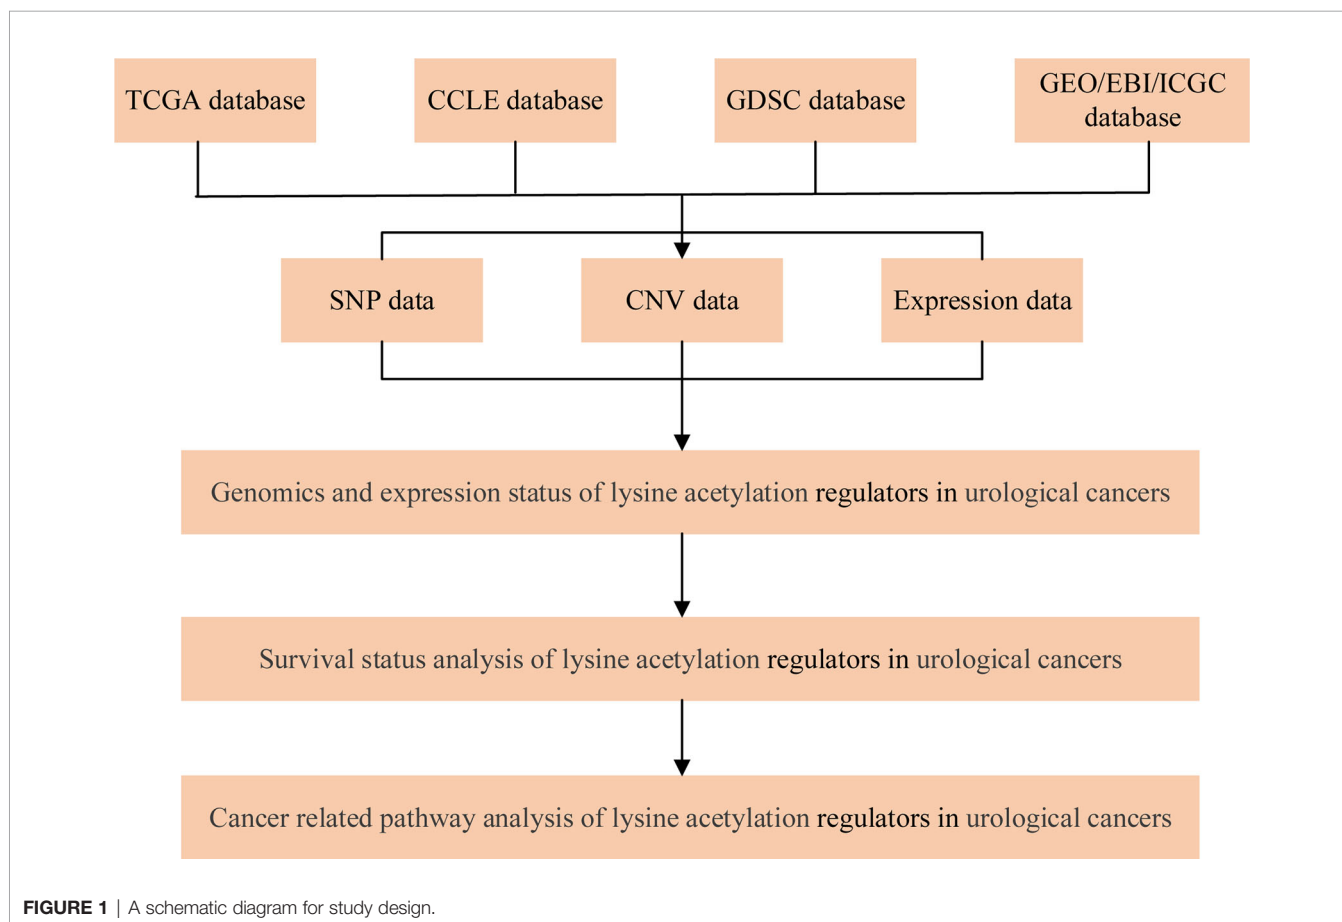 TCGA database
CCLE database
GDSC database
GEO/EBI/ICGC
database
SNP data
CNV data
Expression data
Genomics and expression status of lysine acetylation regulators in urological cancers
Survival status analysis of lysine acetylation regulators in urological cancers
Cancer related pathway analysis of lysine acetylation regulators in urological cancers
FIGURE 1 | A schematic diagram for study design.